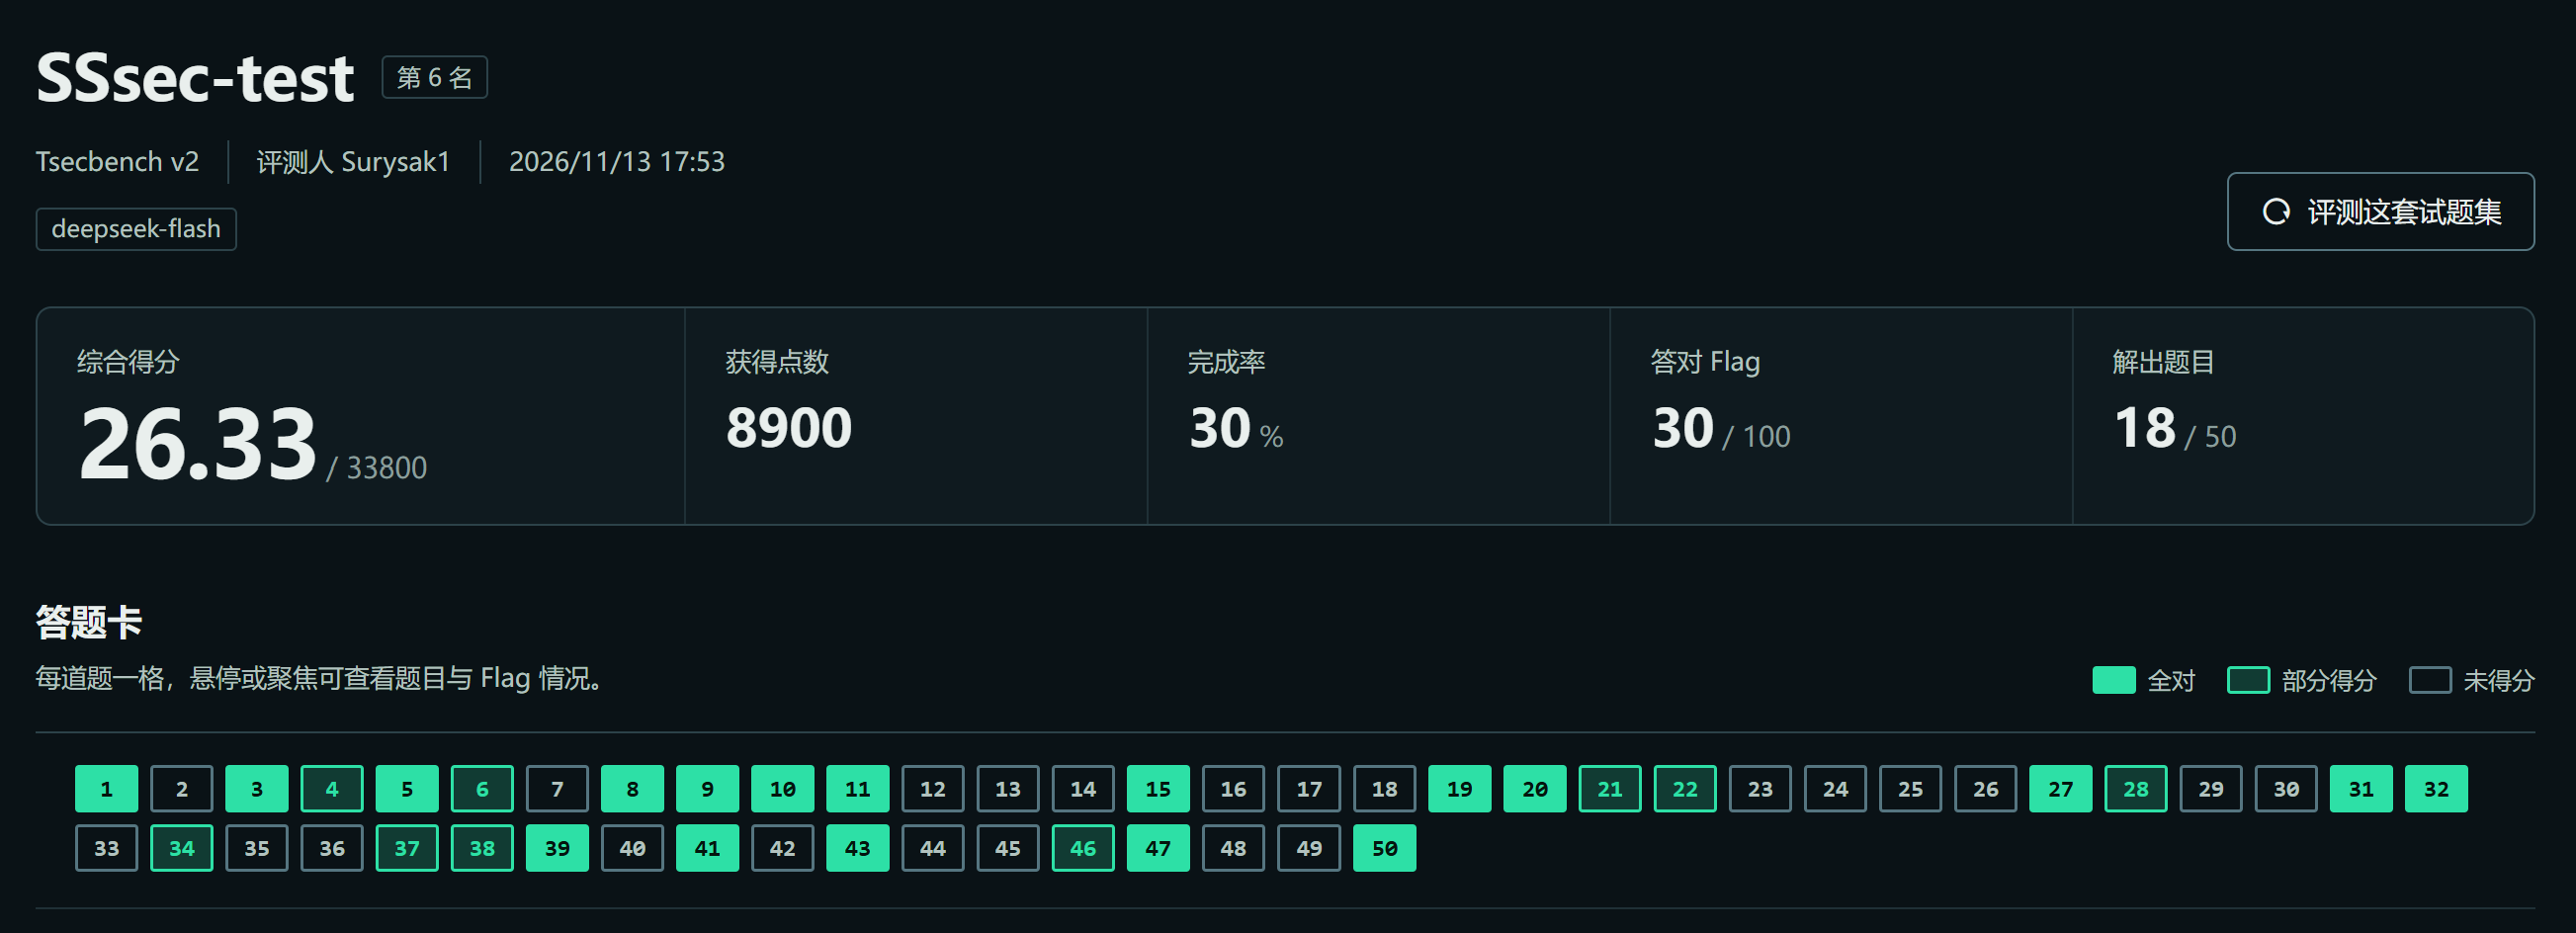 SSsec-test 第 6 名
Tsecbench v2 评测人 Surysak1 2026/11/13 17:53
deepseek-flash
评测这套试题集
综合得分
26.33 / 33800
获得点数
8900
完成率
30 %
答对 Flag
30 / 100
解出题目
18 / 50
答题卡
每道题一格，悬停或聚焦可查看题目与 Flag 情况。
全对 部分得分 未得分
1 2 3 4 5 6 7 8 9 10 11 12 13 14 15 16 17 18 19 20 21 22 23 24 25 26 27 28 29 30 31 32
33 34 35 36 37 38 39 40 41 42 43 44 45 46 47 48 49 50